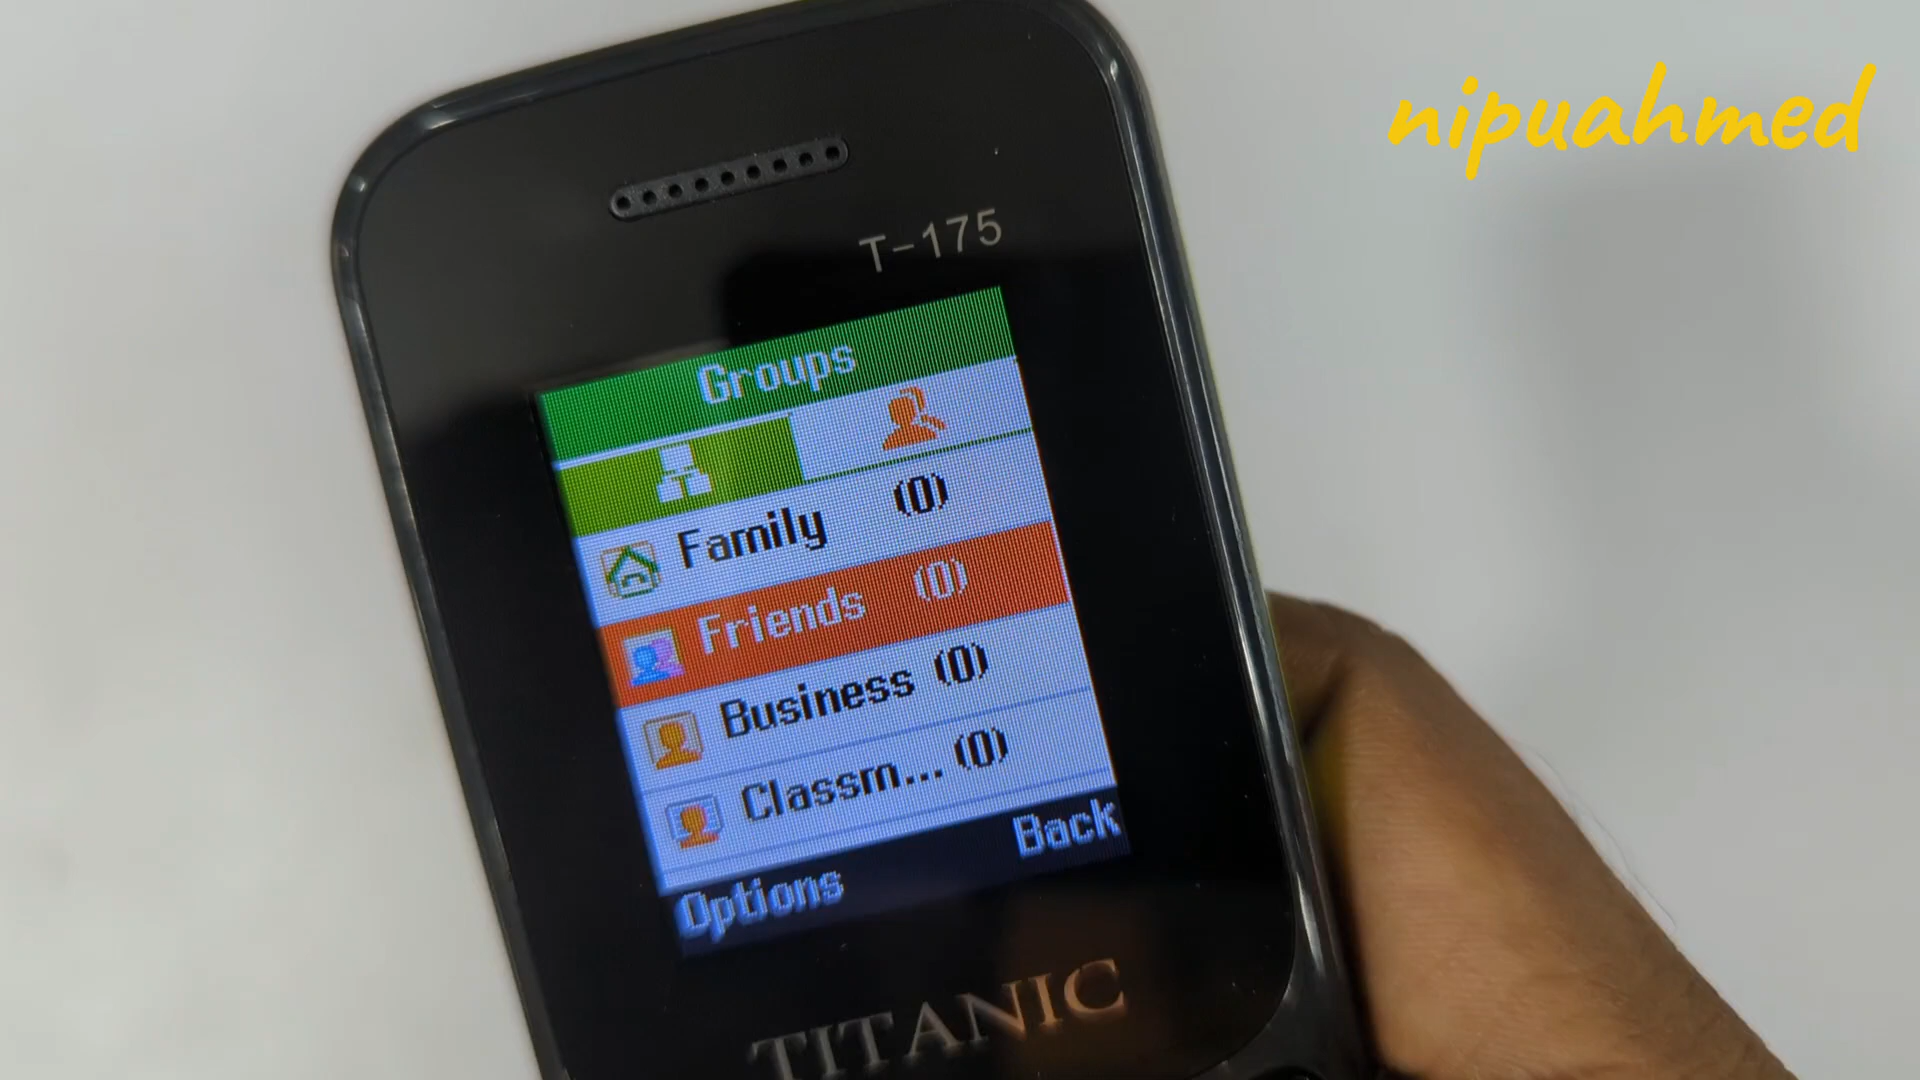 nipuahmed
T-175
Groups
Family (0)
Friends (0)
Business (0)
Classm... (0)
Options Back
TITANIC